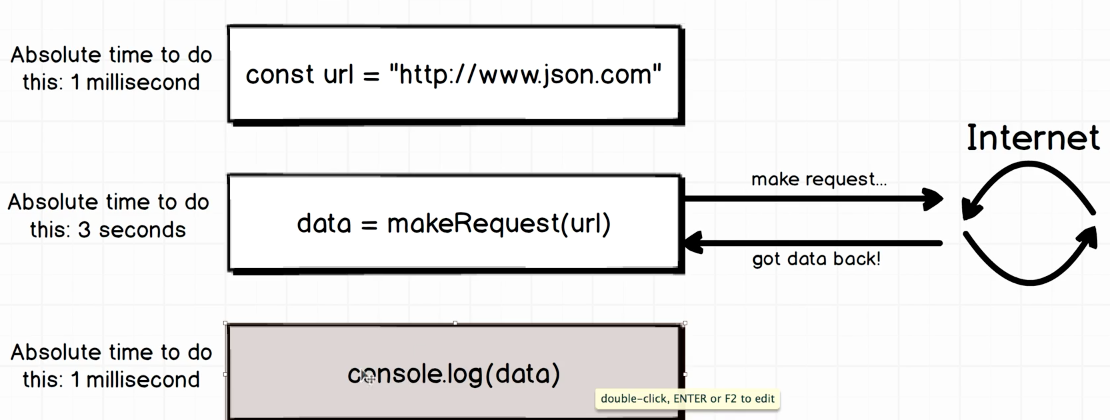 Absolute time to do
this: 1 millisecond
const url = "http://www.json.com"
Internet
Absolute time to do
this: 3 seconds
data = makeRequest(url)
make request...
got data back!
Absolute time to do
this: 1 millisecond
console.log(data)
double-click, ENTER or F2 to edit